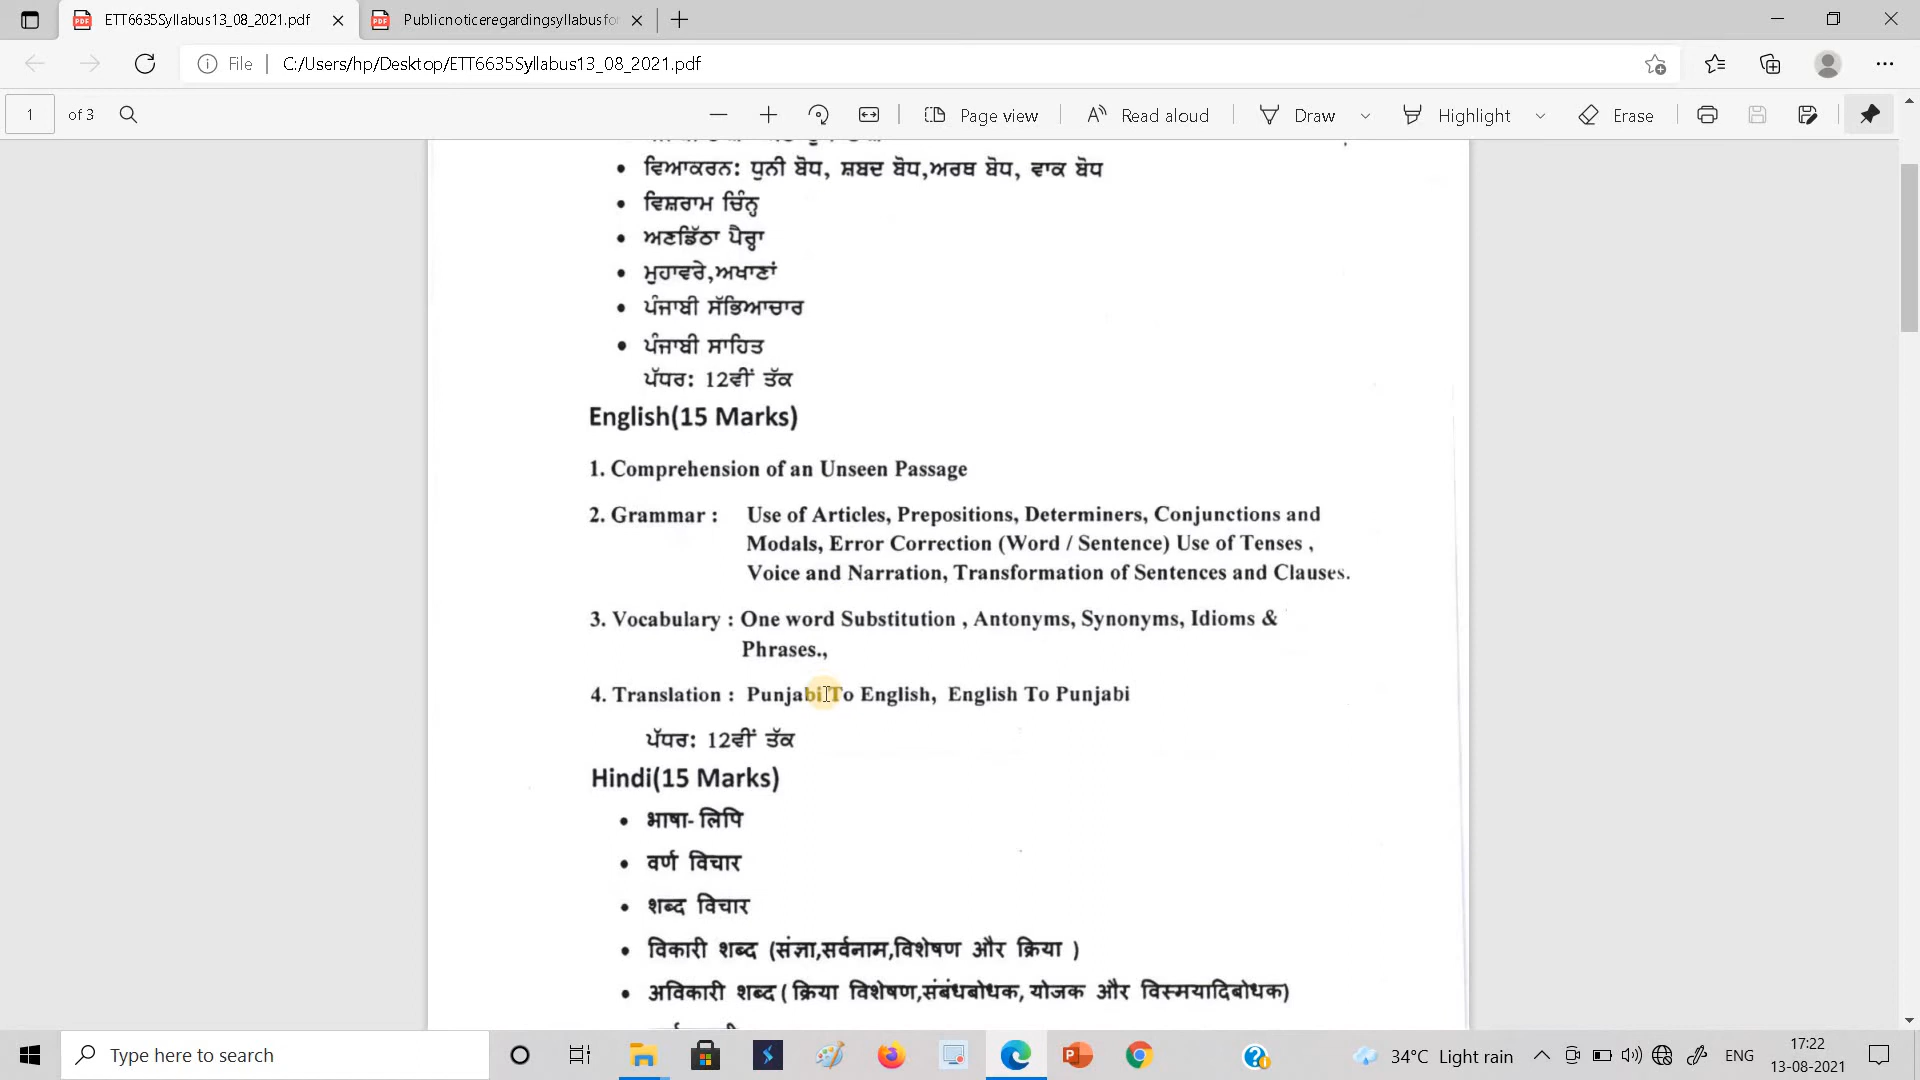 ETT6635Syllabus13_08_2021.pdf
Publicnoticeregardingsyllabusfor
File
C:/Users/hp/Desktop/ETT6635Syllabus13_08_2021.pdf
1 of 3
Page view
Read aloud
Draw
Highlight
Erase
• ਵਿਆਕਰਨ: ਧੁਨੀ ਬੋਧ, ਸ਼ਬਦ ਬੋਧ,ਅਰਥ ਬੋਧ, ਵਾਕ ਬੋਧ
• ਵਿਸ਼ਰਾਮ ਚਿੰਨ੍ਹ
• ਅਣਡਿੱਠਾ ਪੈਰ੍ਹਾ
• ਮੁਹਾਵਰੇ,ਅਖਾਣਾਂ
• ਪੰਜਾਬੀ ਸੱਭਿਆਚਾਰ
• ਪੰਜਾਬੀ ਸਾਹਿਤ
ਪੱਧਰ: 12ਵੀਂ ਤੱਕ
English(15 Marks)
1. Comprehension of an Unseen Passage
2. Grammar : Use of Articles, Prepositions, Determiners, Conjunctions and
Modals, Error Correction (Word / Sentence) Use of Tenses ,
Voice and Narration, Transformation of Sentences and Clauses.
3. Vocabulary : One word Substitution , Antonyms, Synonyms, Idioms &
Phrases.,
4. Translation : Punjabi To English, English To Punjabi
ਪੱਧਰ: 12ਵੀਂ ਤੱਕ
Hindi(15 Marks)
• भाषा- लिपि
• वर्ण विचार
• शब्द विचार
• विकारी शब्द (संज्ञा,सर्वनाम,विशेषण और क्रिया )
• अविकारी शब्द ( क्रिया विशेषण,संबंधबोधक, योजक और विस्मयादिबोधक)
Type here to search
34°C Light rain
ENG
17:22
13-08-2021